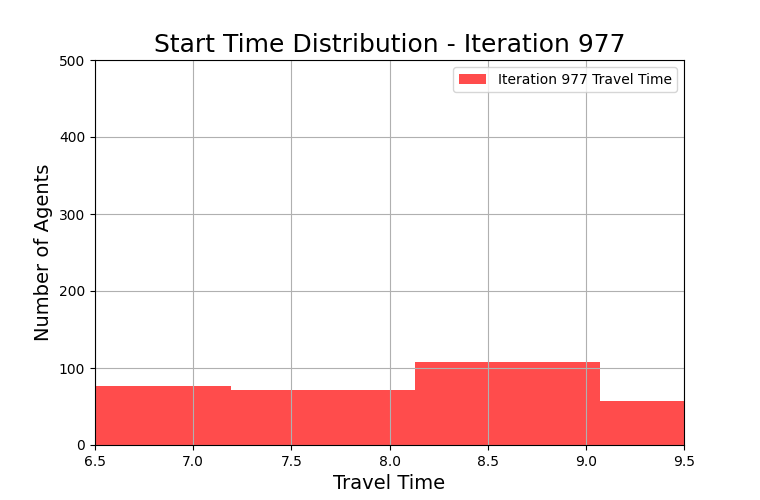 Start Time Distribution - Iteration 977
500
400
300
200
100
0
Number of Agents
Iteration 977 Travel Time
6.5 7.0 7.5 8.0 8.5 9.0 9.5
Travel Time